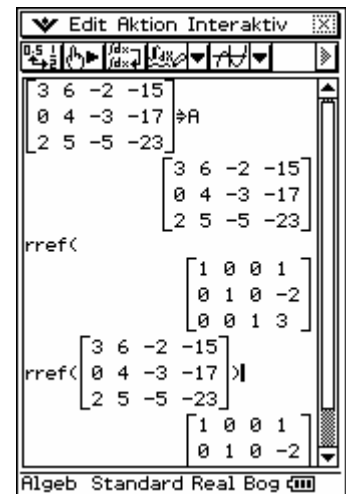 Edit Aktion Interaktiv
3 6 -2 -15
0 4 -3 -17 ⇒A
2 5 -5 -23
3 6 -2 -15
0 4 -3 -17
2 5 -5 -23
rref(
1 0 0 1
0 1 0 -2
0 0 1 3
3 6 -2 -15
rref( 0 4 -3 -17 )
2 5 -5 -23
1 0 0 1
0 1 0 -2
Algeb Standard Real Bog